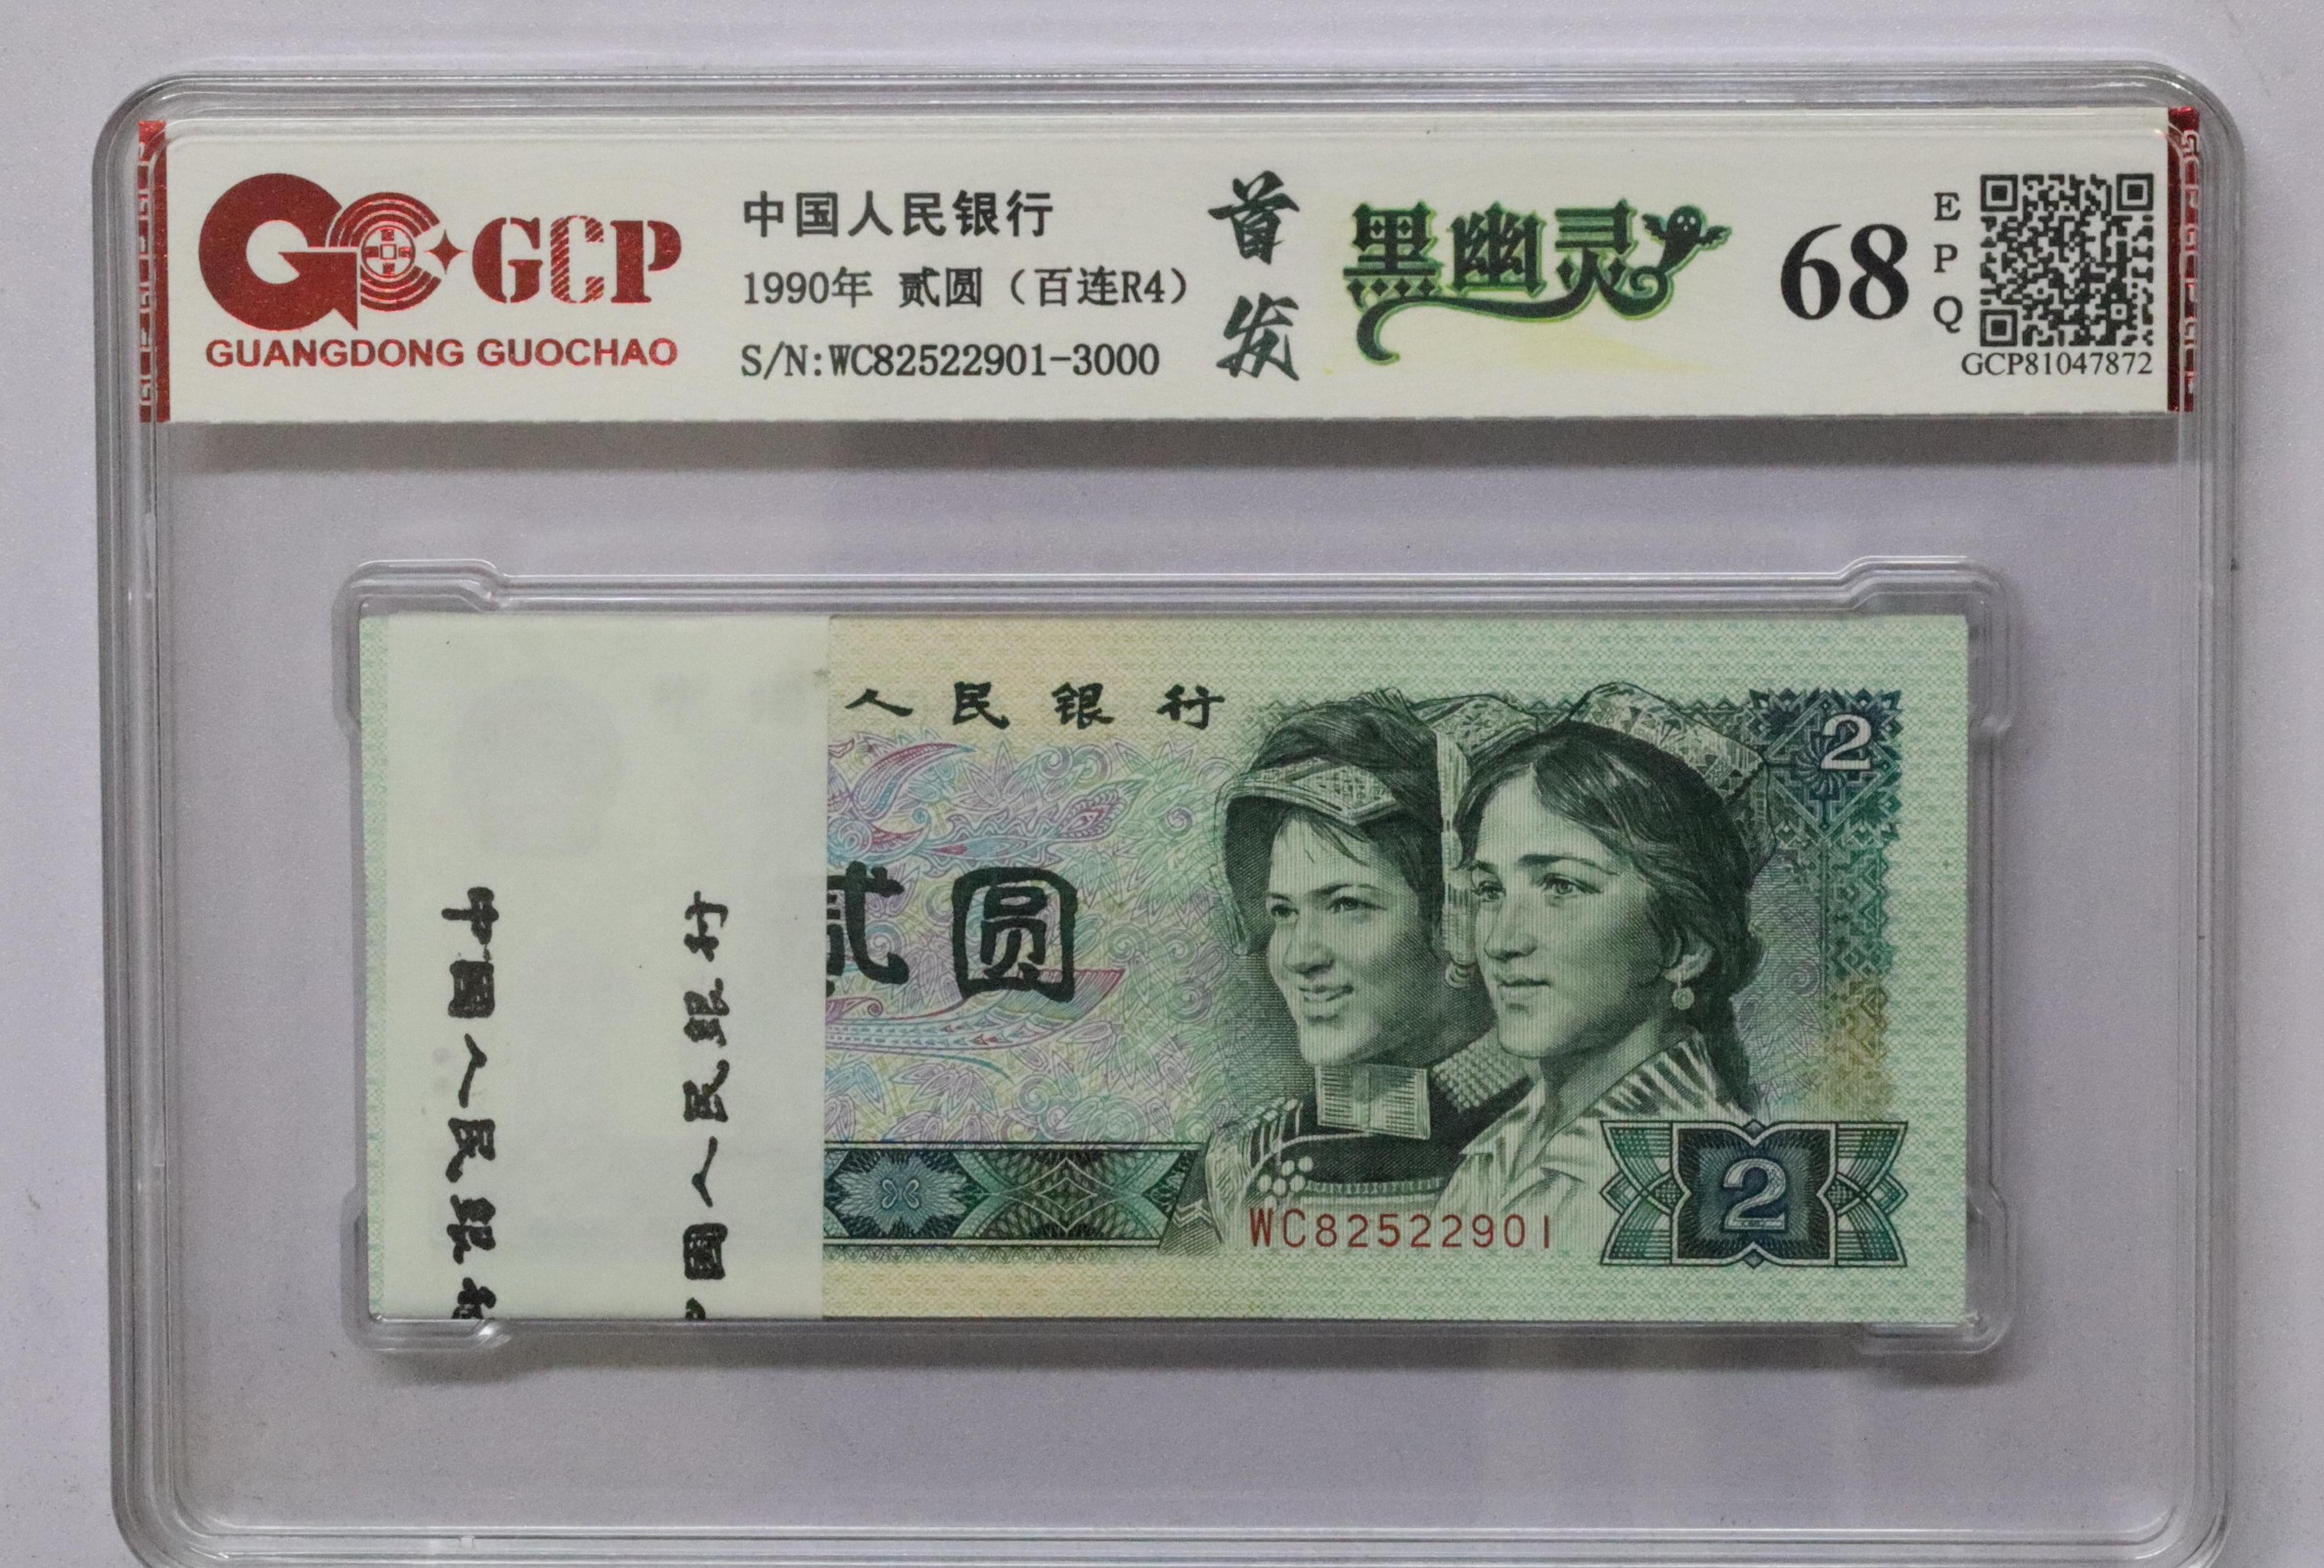 GCP
GUANGDONG GUOCHAO
中国人民银行
1990年 贰圆（百连R4）
S/N:WC82522901-3000
首发
黑幽灵
68
EPQ
GCP81047872
人民银行
2
贰圆
WC82522901
2
中国人民银行
中国人民银行